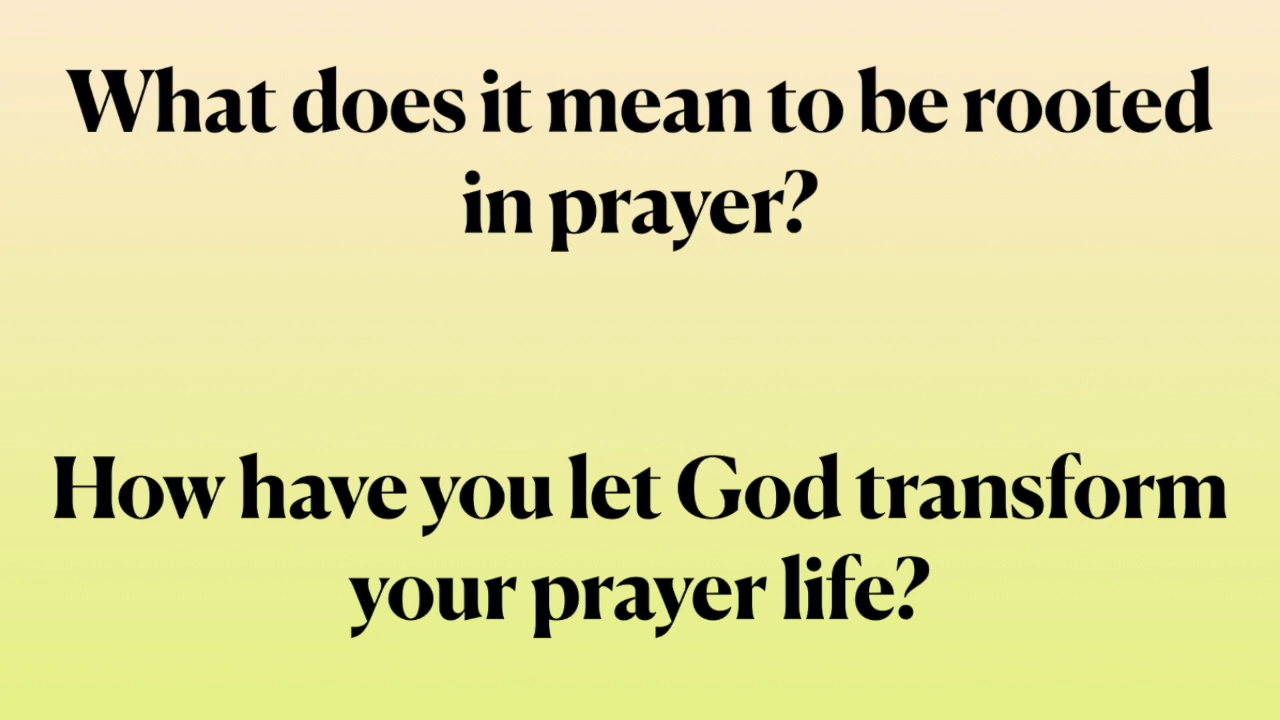 What does it mean to be rooted
in prayer?
How have you let God transform
your prayer life?